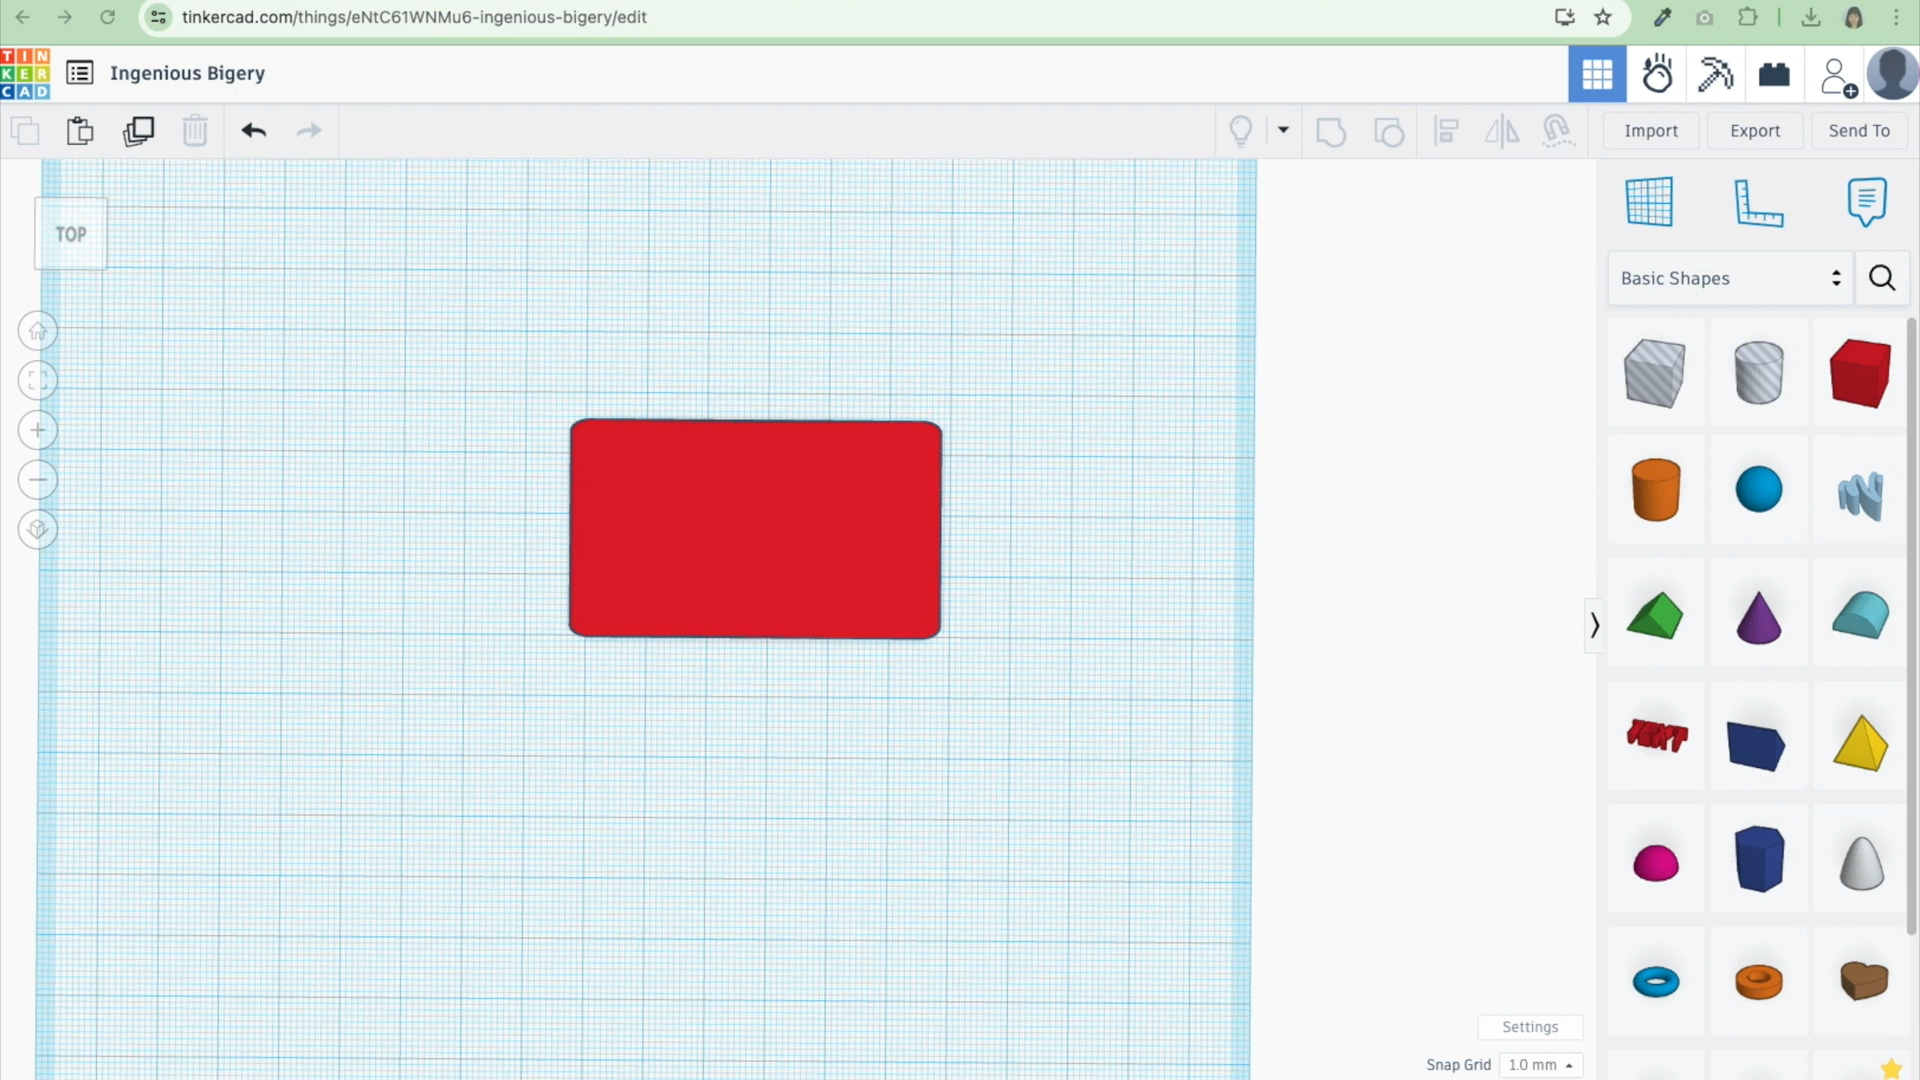 tinkercad.com/things/eNtC61WNMu6-ingenious-bigery/edit
TIN
KER
CAD
Ingenious Bigery
Import
Export
Send To
TOP
Basic Shapes
TEXT
Settings
Snap Grid
1.0 mm